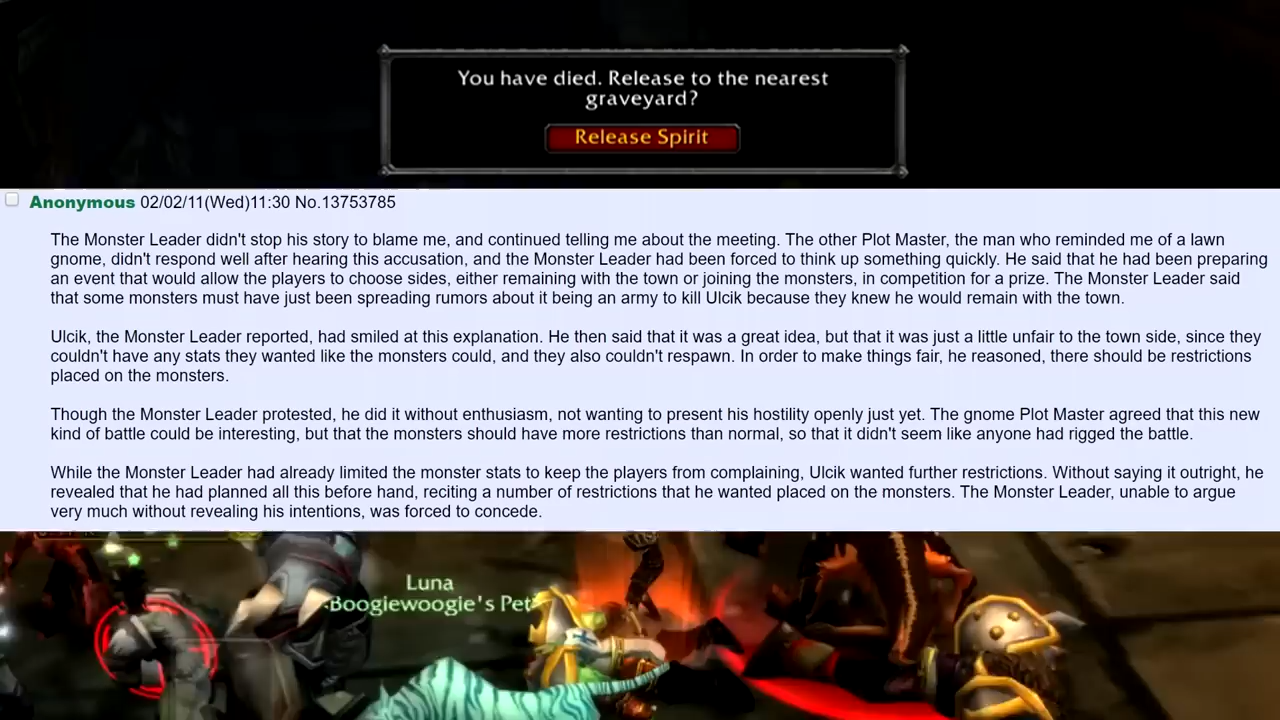 You have died. Release to the nearest
graveyard?
Release Spirit
Anonymous 02/02/11(Wed)11:30 No.13753785
The Monster Leader didn't stop his story to blame me, and continued telling me about the meeting. The other Plot Master, the man who reminded me of a lawn
gnome, didn't respond well after hearing this accusation, and the Monster Leader had been forced to think up something quickly. He said that he had been preparing
an event that would allow the players to choose sides, either remaining with the town or joining the monsters, in competition for a prize. The Monster Leader said
that some monsters must have just been spreading rumors about it being an army to kill Ulcik because they knew he would remain with the town.
Ulcik, the Monster Leader reported, had smiled at this explanation. He then said that it was a great idea, but that it was just a little unfair to the town side, since they
couldn't have any stats they wanted like the monsters could, and they also couldn't respawn. In order to make things fair, he reasoned, there should be restrictions
placed on the monsters.
Though the Monster Leader protested, he did it without enthusiasm, not wanting to present his hostility openly just yet. The gnome Plot Master agreed that this new
kind of battle could be interesting, but that the monsters should have more restrictions than normal, so that it didn't seem like anyone had rigged the battle.
While the Monster Leader had already limited the monster stats to keep the players from complaining, Ulcik wanted further restrictions. Without saying it outright, he
revealed that he had planned all this before hand, reciting a number of restrictions that he wanted placed on the monsters. The Monster Leader, unable to argue
very much without revealing his intentions, was forced to concede.
Luna
Boogiewoogie's Pet